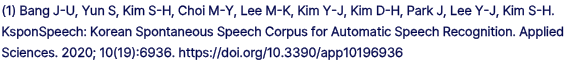 (1) Bang J-U, Yun S, Kim S-H, Choi M-Y, Lee M-K, Kim Y-J, Kim D-H, Park J, Lee Y-J, Kim S-H.
KsponSpeech: Korean Spontaneous Speech Corpus for Automatic Speech Recognition. Applied
Sciences. 2020; 10(19):6936. https://doi.org/10.3390/app10196936